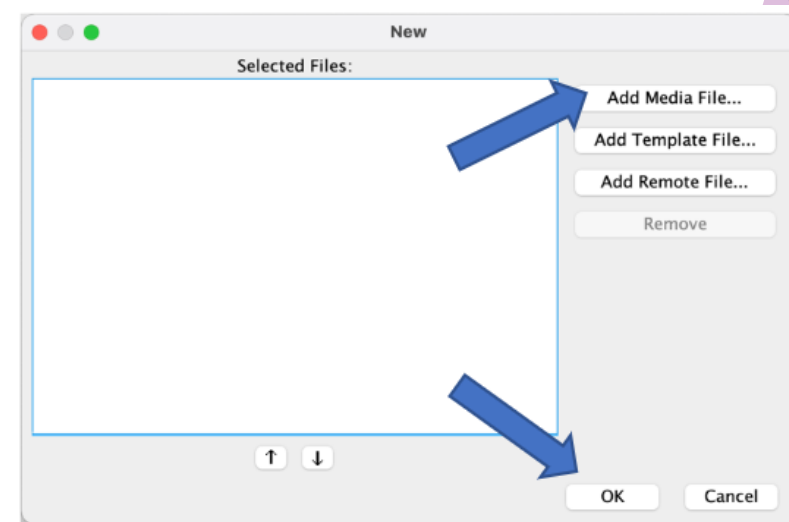 New
Selected Files:
Add Media File...
Add Template File...
Add Remote File...
Remove
↑ ↓
OK Cancel